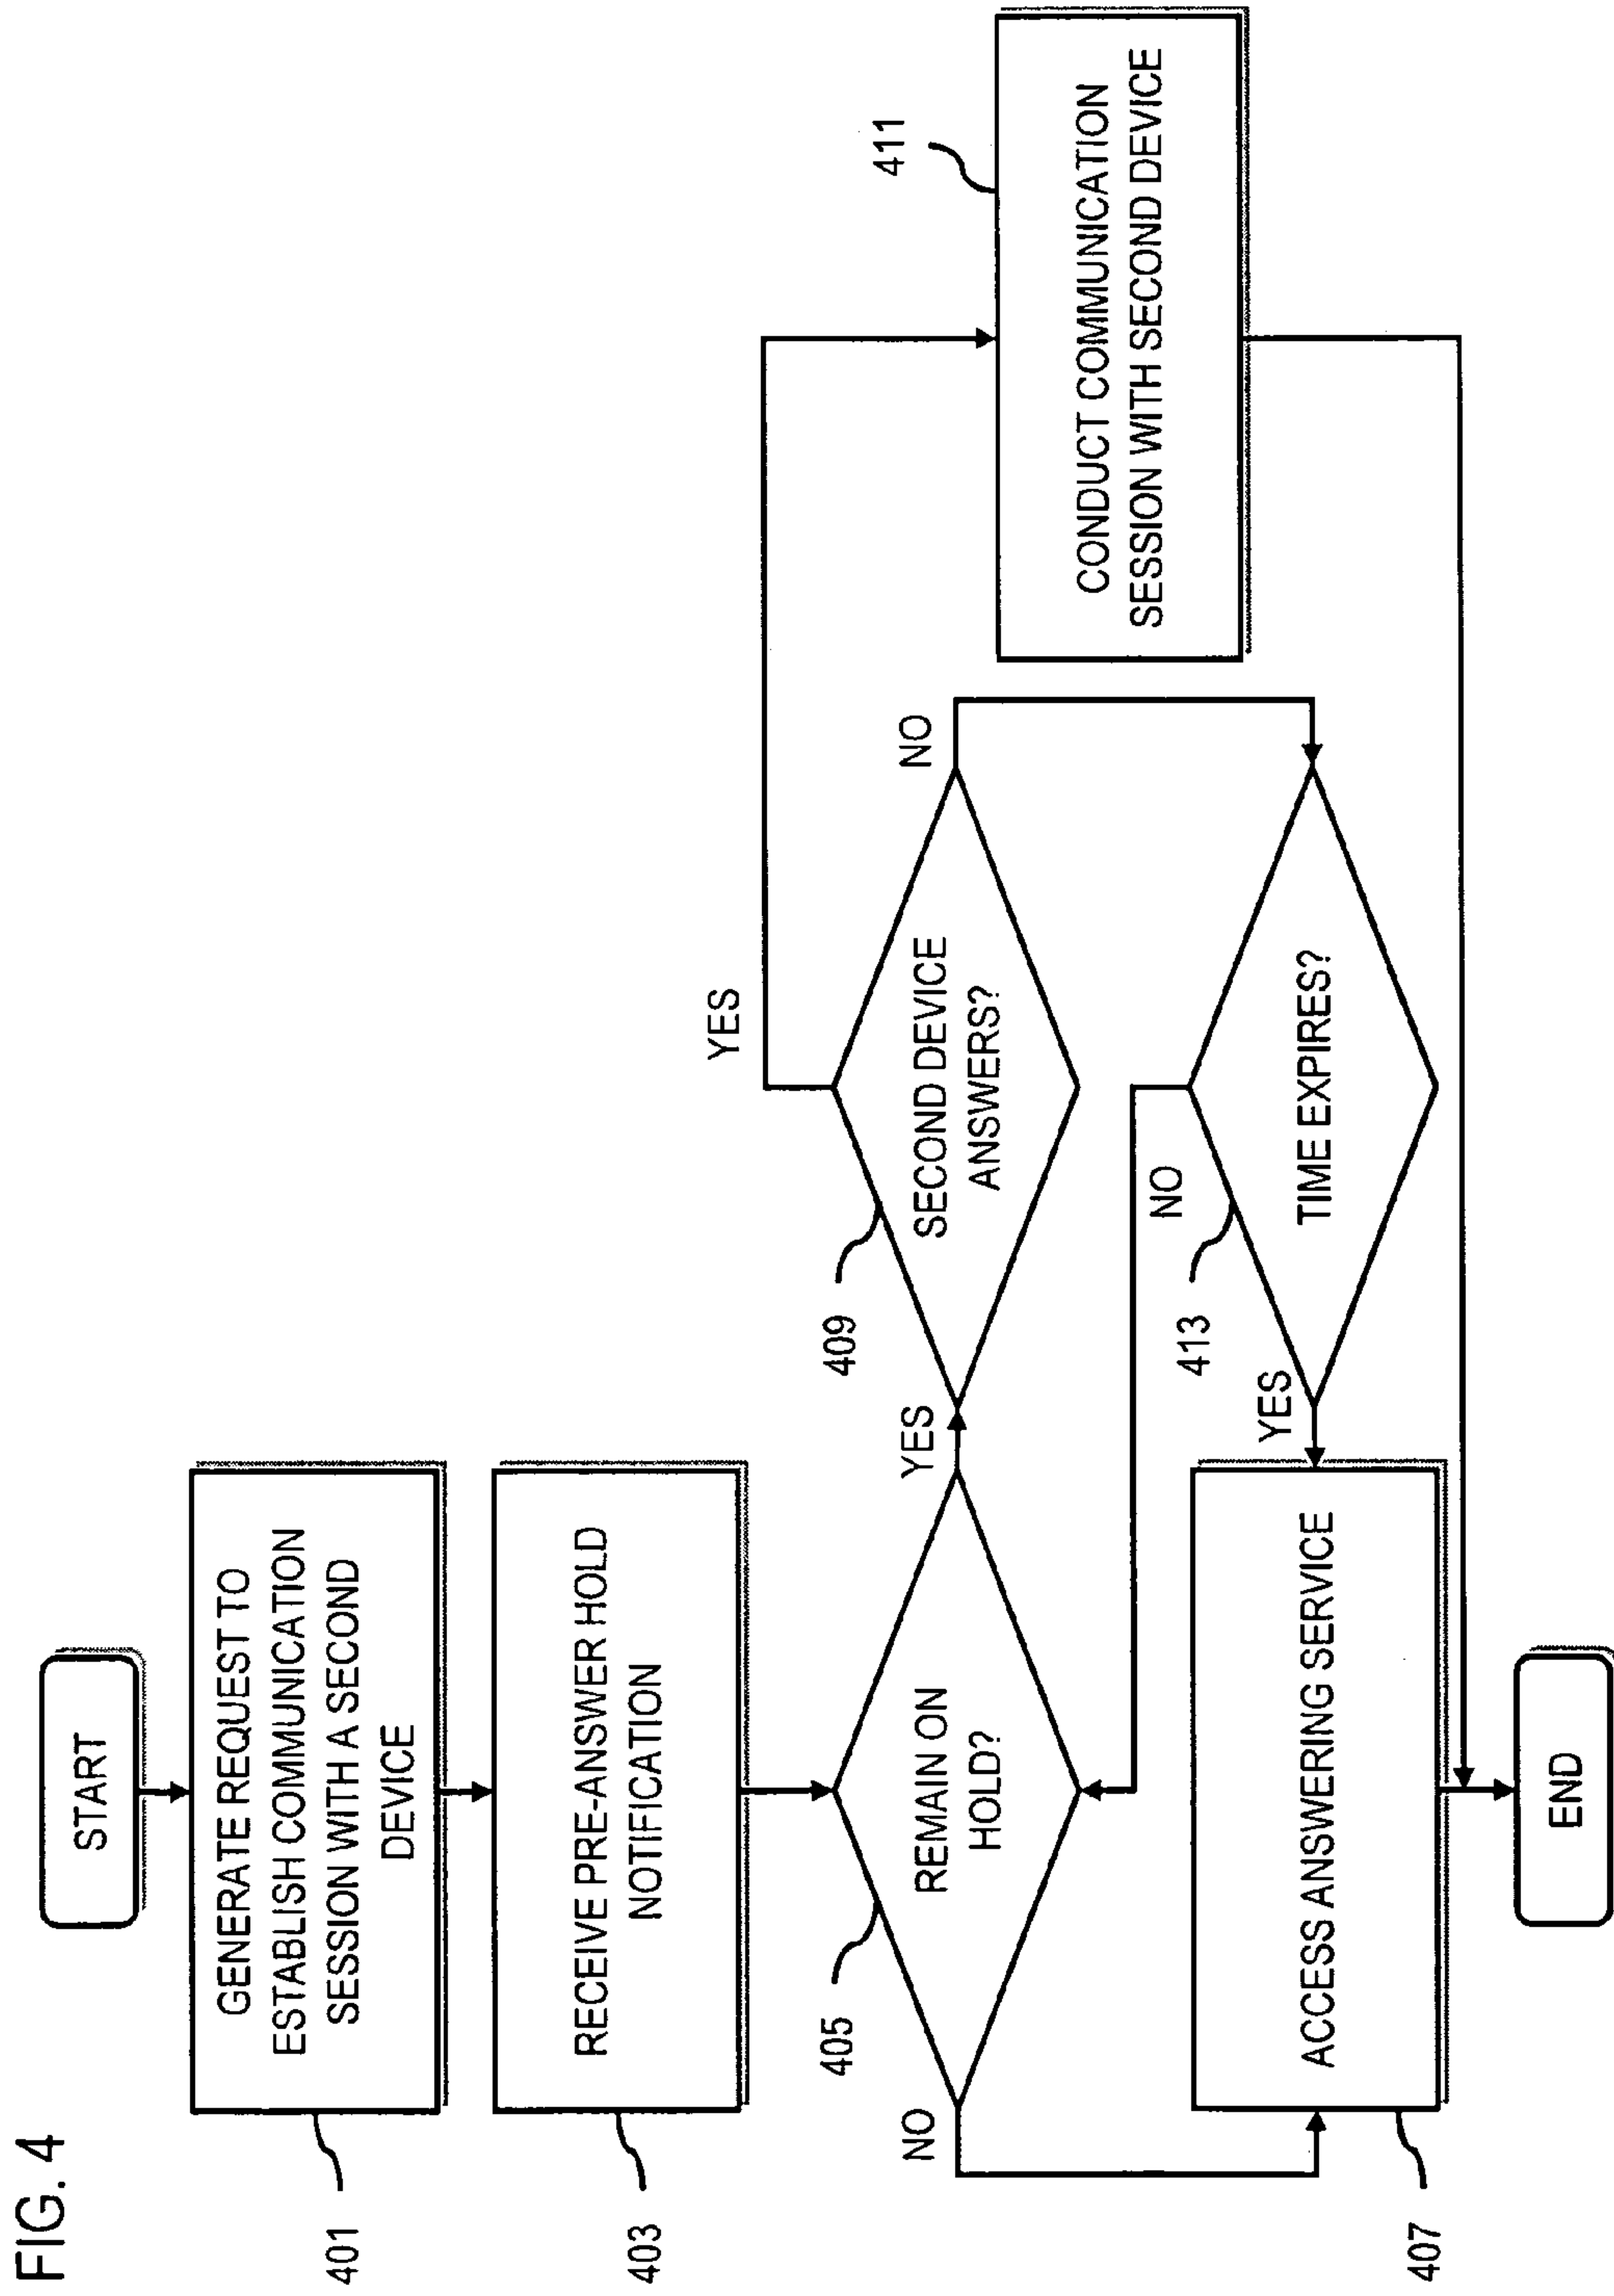 FIG. 4
START
GENERATE REQUEST TO
ESTABLISH COMMUNICATION
SESSION WITH A SECOND
DEVICE
401
RECEIVE PRE-ANSWER HOLD
NOTIFICATION
403
REMAIN ON
HOLD?
405
YES
NO
SECOND DEVICE
ANSWERS?
409
YES
NO
CONDUCT COMMUNICATION
SESSION WITH SECOND DEVICE
411
TIME EXPIRES?
413
NO
YES
ACCESS ANSWERING SERVICE
407
END